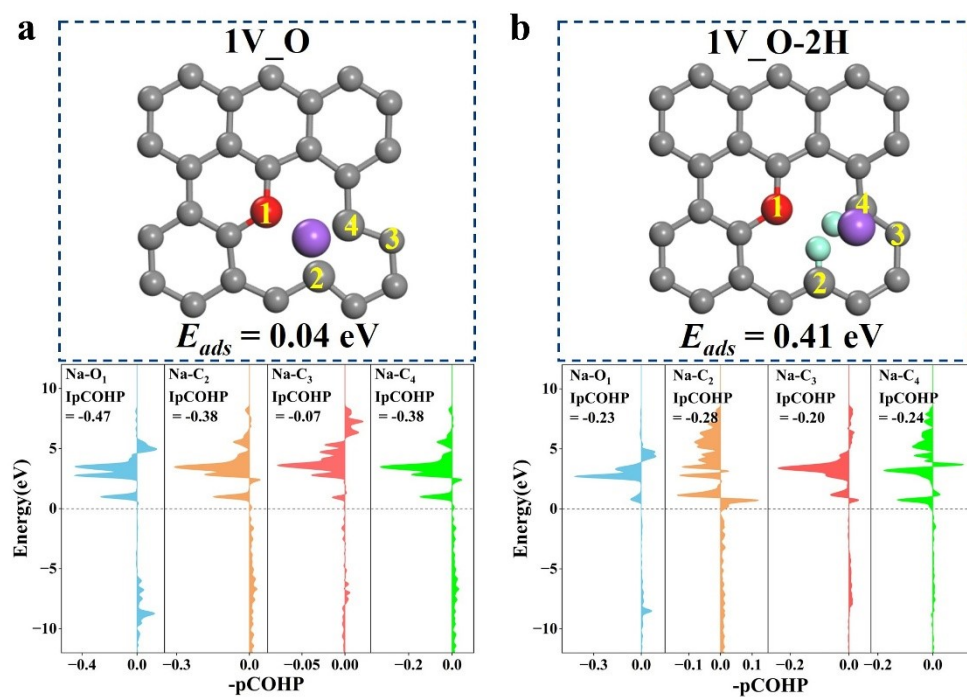 a
1V_O
1
4
3
2
E_ads = 0.04 eV
b
1V_O-2H
1
4
3
2
E_ads = 0.41 eV
Energy(eV)
10
5
0
−5
−10
Na-O₁
IpCOHP
= -0.47
Na-C₂
IpCOHP
= -0.38
Na-C₃
IpCOHP
= -0.07
Na-C₄
IpCOHP
= -0.38
−0.4 0.0 −0.3 0.0 −0.05 0.00 −0.2 0.0
-pCOHP
Energy(eV)
10
5
0
−5
−10
Na-O₁
IpCOHP
= -0.23
Na-C₂
IpCOHP
= -0.28
Na-C₃
IpCOHP
= -0.20
Na-C₄
IpCOHP
= -0.24
−0.3 0.0 −0.1 0.0 0.1 −0.2 0.0 −0.2 0.0
-pCOHP